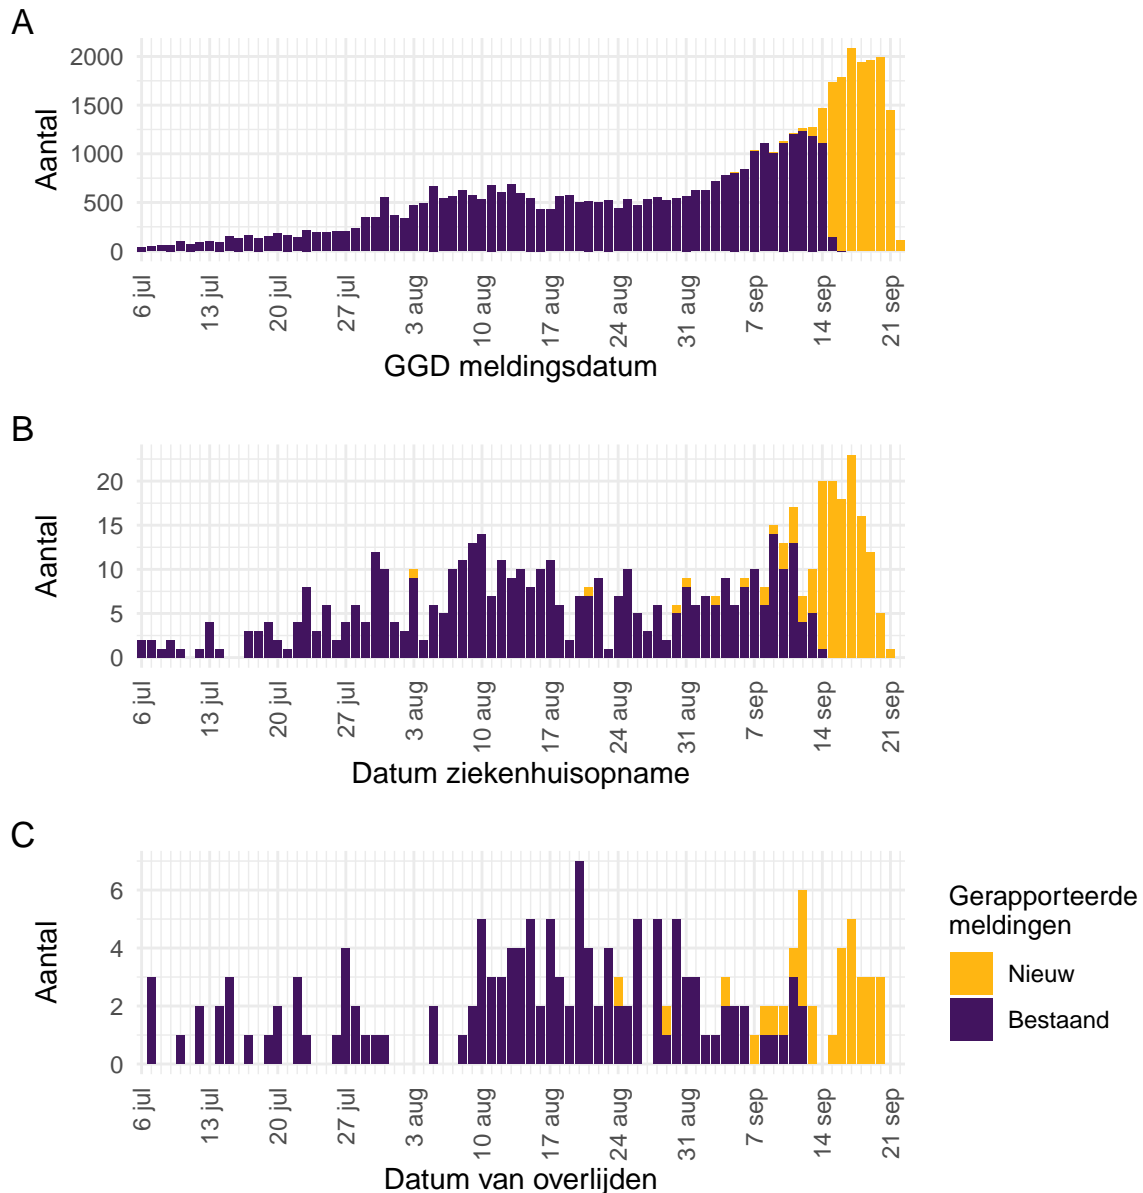 A
2000
1500
1000
500
0
Aantal
6 jul
13 jul
20 jul
27 jul
3 aug
10 aug
17 aug
24 aug
31 aug
7 sep
14 sep
21 sep
GGD meldingsdatum
B
20
15
10
5
0
Aantal
6 jul
13 jul
20 jul
27 jul
3 aug
10 aug
17 aug
24 aug
31 aug
7 sep
14 sep
21 sep
Datum ziekenhuisopname
C
6
4
2
0
Aantal
6 jul
13 jul
20 jul
27 jul
3 aug
10 aug
17 aug
24 aug
31 aug
7 sep
14 sep
21 sep
Datum van overlijden
Gerapporteerde
meldingen
Nieuw
Bestaand